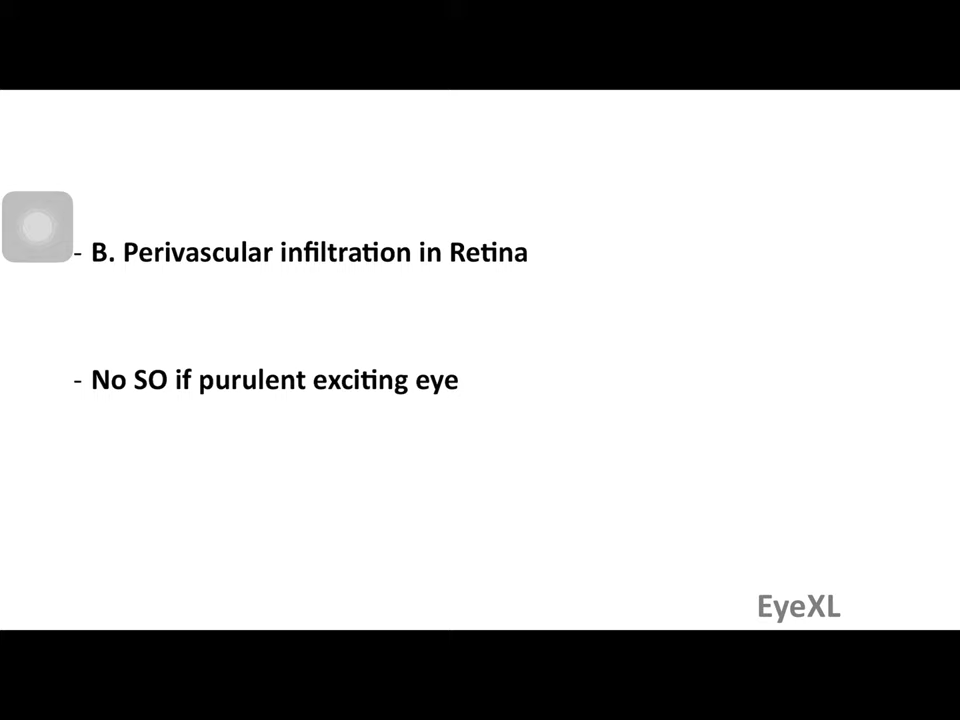 - B. Perivascular infiltration in Retina
- No SO if purulent exciting eye
EyeXL